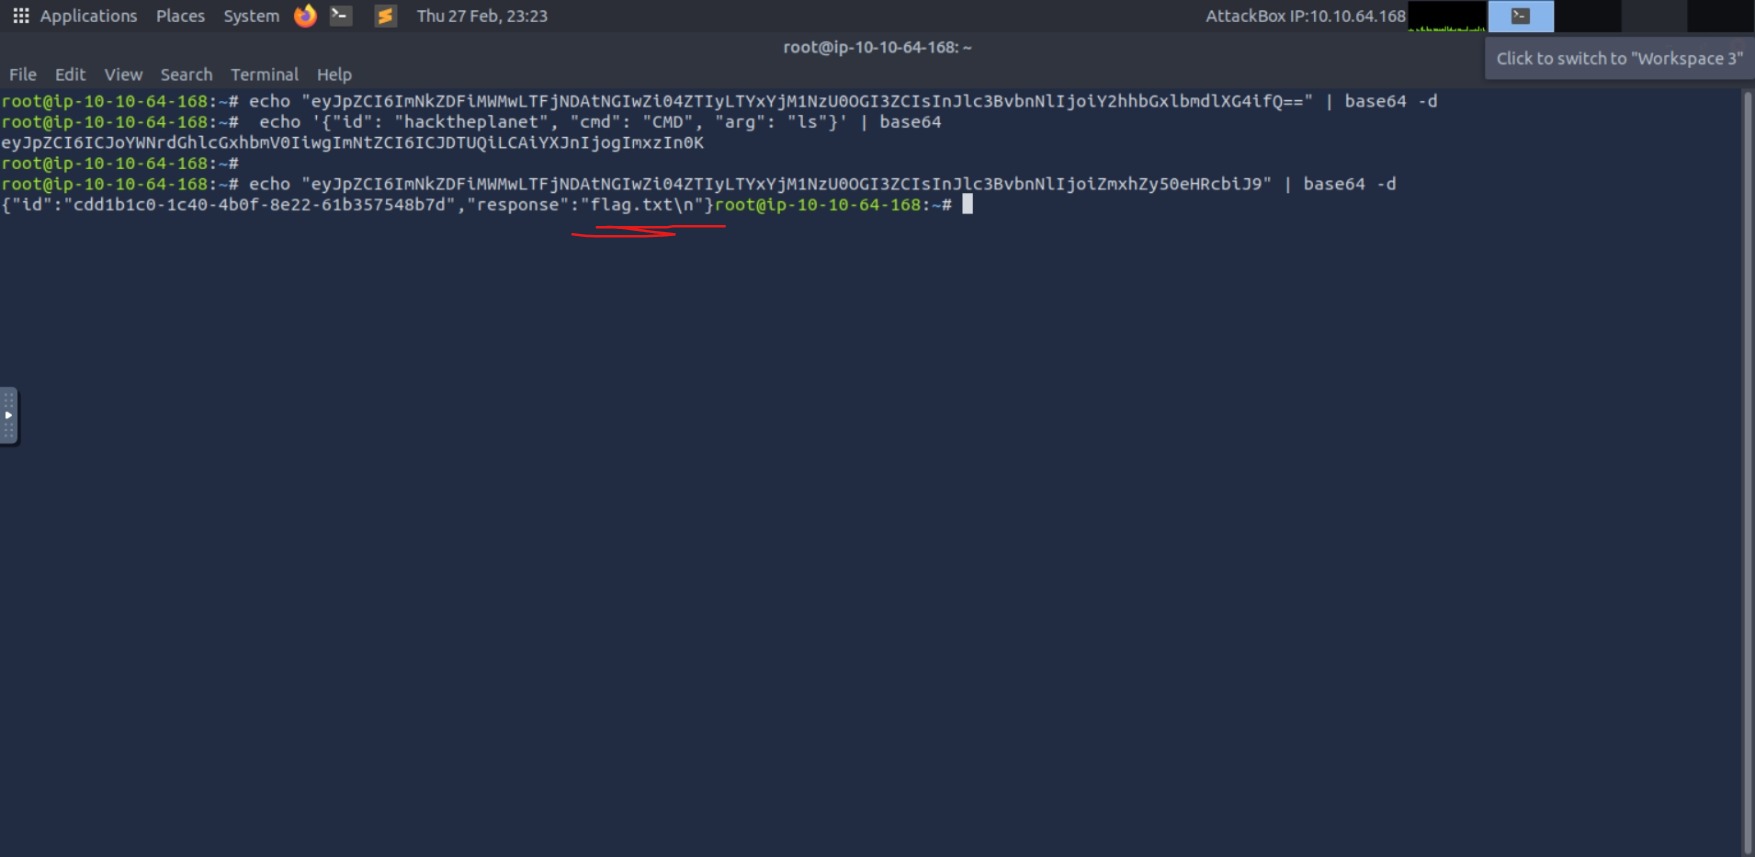 Applications Places System Thu 27 Feb, 23:23 AttackBox IP:10.10.64.168
root@ip-10-10-64-168: ~
Click to switch to "Workspace 3"
File Edit View Search Terminal Help
root@ip-10-10-64-168:~# echo "eyJpZCI6ImNkZDFiMWMwLTFjNDAtNGIwZi04ZTIyLTYxYjM1NzU0OGI3ZCIsInJlc3BvbnNlIjoiY2hhbGxlbmdlXG4ifQ==" | base64 -d
root@ip-10-10-64-168:~#  echo '{"id": "hacktheplanet", "cmd": "CMD", "arg": "ls"}' | base64
eyJpZCI6ICJoYWNrdGhlcGxhbmV0IiwgImNtZCI6ICJDTUQiLCAiYXJnIjogImxzIn0K
root@ip-10-10-64-168:~#
root@ip-10-10-64-168:~# echo "eyJpZCI6ImNkZDFiMWMwLTFjNDAtNGIwZi04ZTIyLTYxYjM1NzU0OGI3ZCIsInJlc3BvbnNlIjoiZmxhZy50eHRcbiJ9" | base64 -d
{"id":"cdd1b1c0-1c40-4b0f-8e22-61b357548b7d","response":"flag.txt\n"}root@ip-10-10-64-168:~#